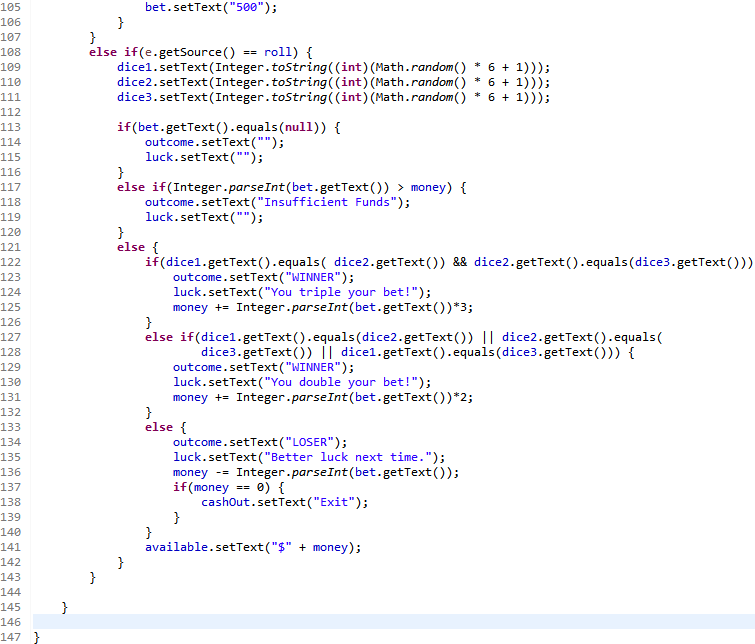 105                bet.setText("500");
106            }
107        }
108        else if(e.getSource() == roll) {
109            dice1.setText(Integer.toString((int)(Math.random() * 6 + 1)));
110            dice2.setText(Integer.toString((int)(Math.random() * 6 + 1)));
111            dice3.setText(Integer.toString((int)(Math.random() * 6 + 1)));
112
113            if(bet.getText().equals(null)) {
114                outcome.setText("");
115                luck.setText("");
116            }
117            else if(Integer.parseInt(bet.getText()) > money) {
118                outcome.setText("Insufficient Funds");
119                luck.setText("");
120            }
121            else {
122                if(dice1.getText().equals( dice2.getText()) && dice2.getText().equals(dice3.getText()))
123                    outcome.setText("WINNER");
124                    luck.setText("You triple your bet!");
125                    money += Integer.parseInt(bet.getText())*3;
126                }
127                else if(dice1.getText().equals(dice2.getText()) || dice2.getText().equals(
128                        dice3.getText()) || dice1.getText().equals(dice3.getText())) {
129                    outcome.setText("WINNER");
130                    luck.setText("You double your bet!");
131                    money += Integer.parseInt(bet.getText())*2;
132                }
133                else {
134                    outcome.setText("LOSER");
135                    luck.setText("Better luck next time.");
136                    money -= Integer.parseInt(bet.getText());
137                    if(money == 0) {
138                        cashOut.setText("Exit");
139                    }
140                }
141                available.setText("$" + money);
142            }
143        }
144
145    }
146
147 }